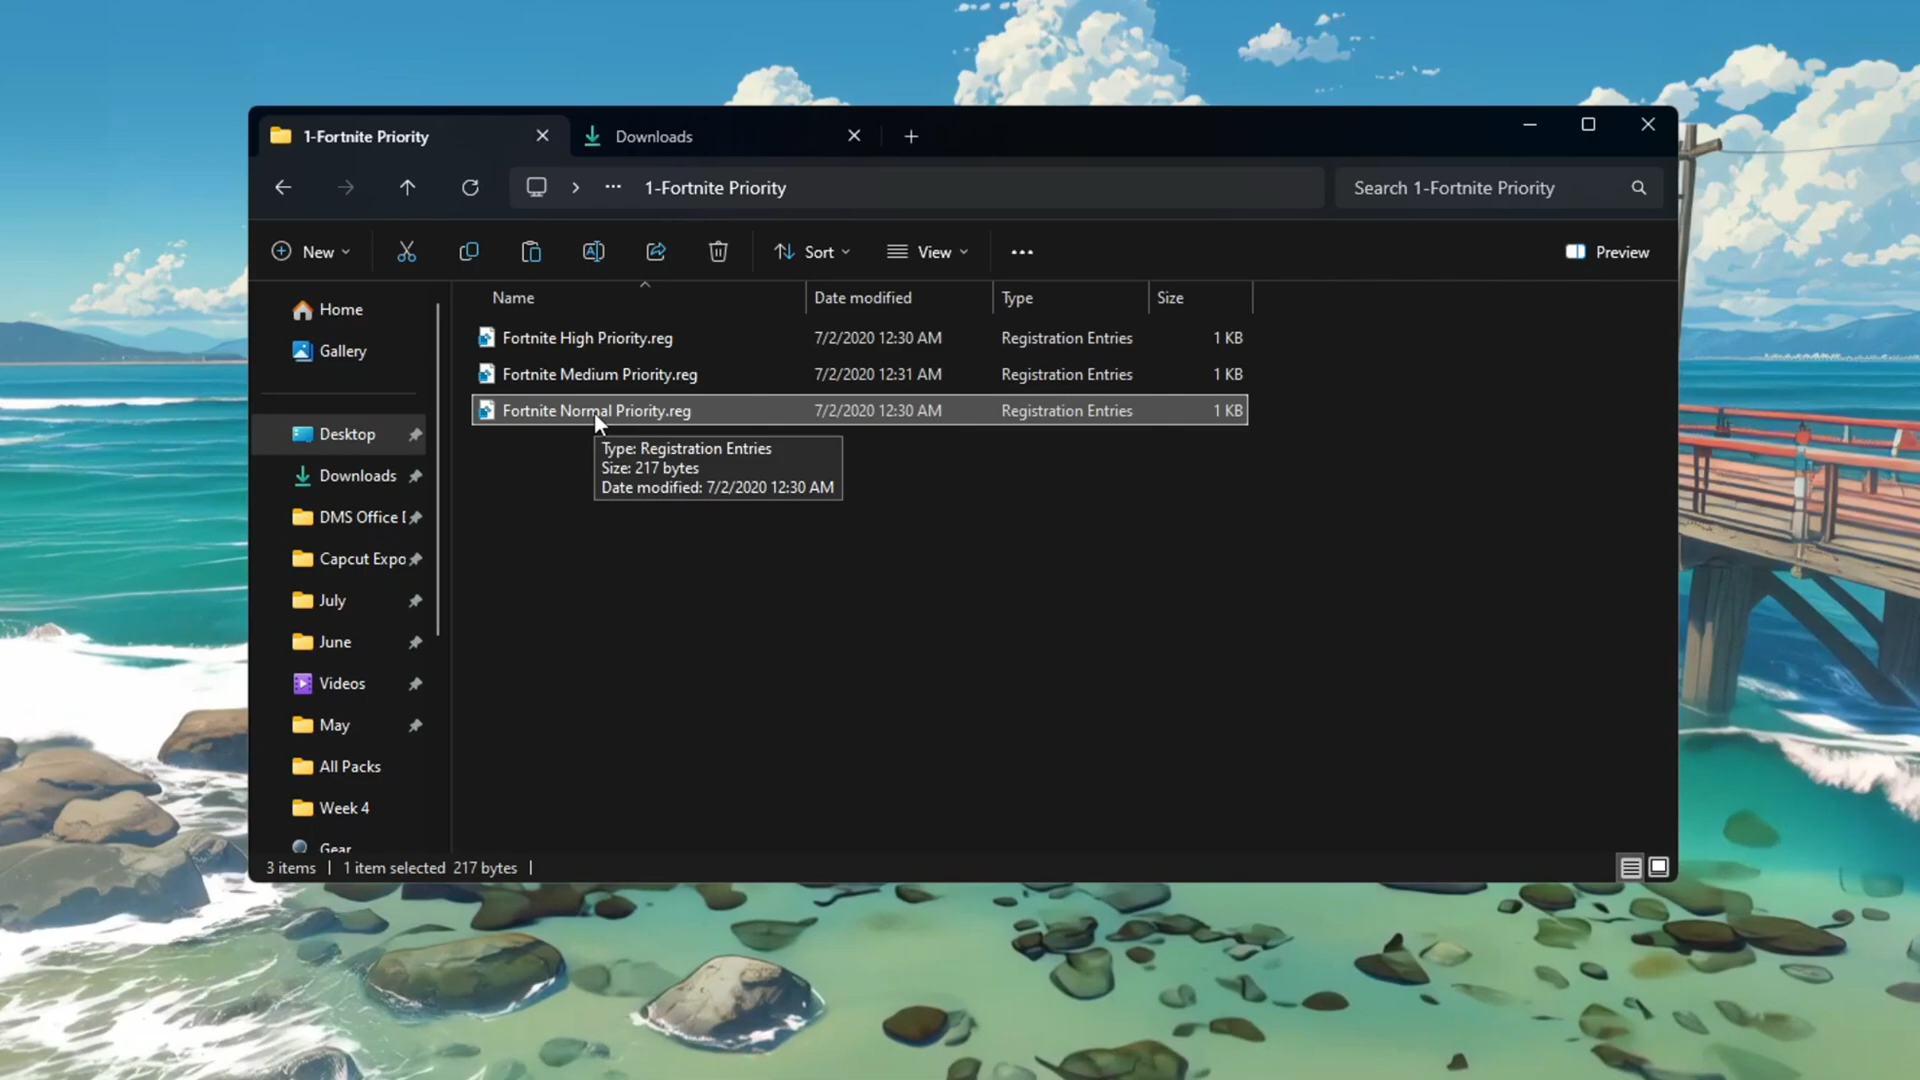 1-Fortnite Priority
Downloads
1-Fortnite Priority
Search 1-Fortnite Priority
New
Sort
View
Preview
Name
Date modified
Type
Size
Home
Gallery
Desktop
Downloads
DMS Office
Capcut Expo
July
June
Videos
May
All Packs
Week 4
Gear
Fortnite High Priority.reg 7/2/2020 12:30 AM Registration Entries 1 KB
Fortnite Medium Priority.reg 7/2/2020 12:31 AM Registration Entries 1 KB
Fortnite Normal Priority.reg 7/2/2020 12:30 AM Registration Entries 1 KB
Type: Registration Entries
Size: 217 bytes
Date modified: 7/2/2020 12:30 AM
3 items 1 item selected 217 bytes